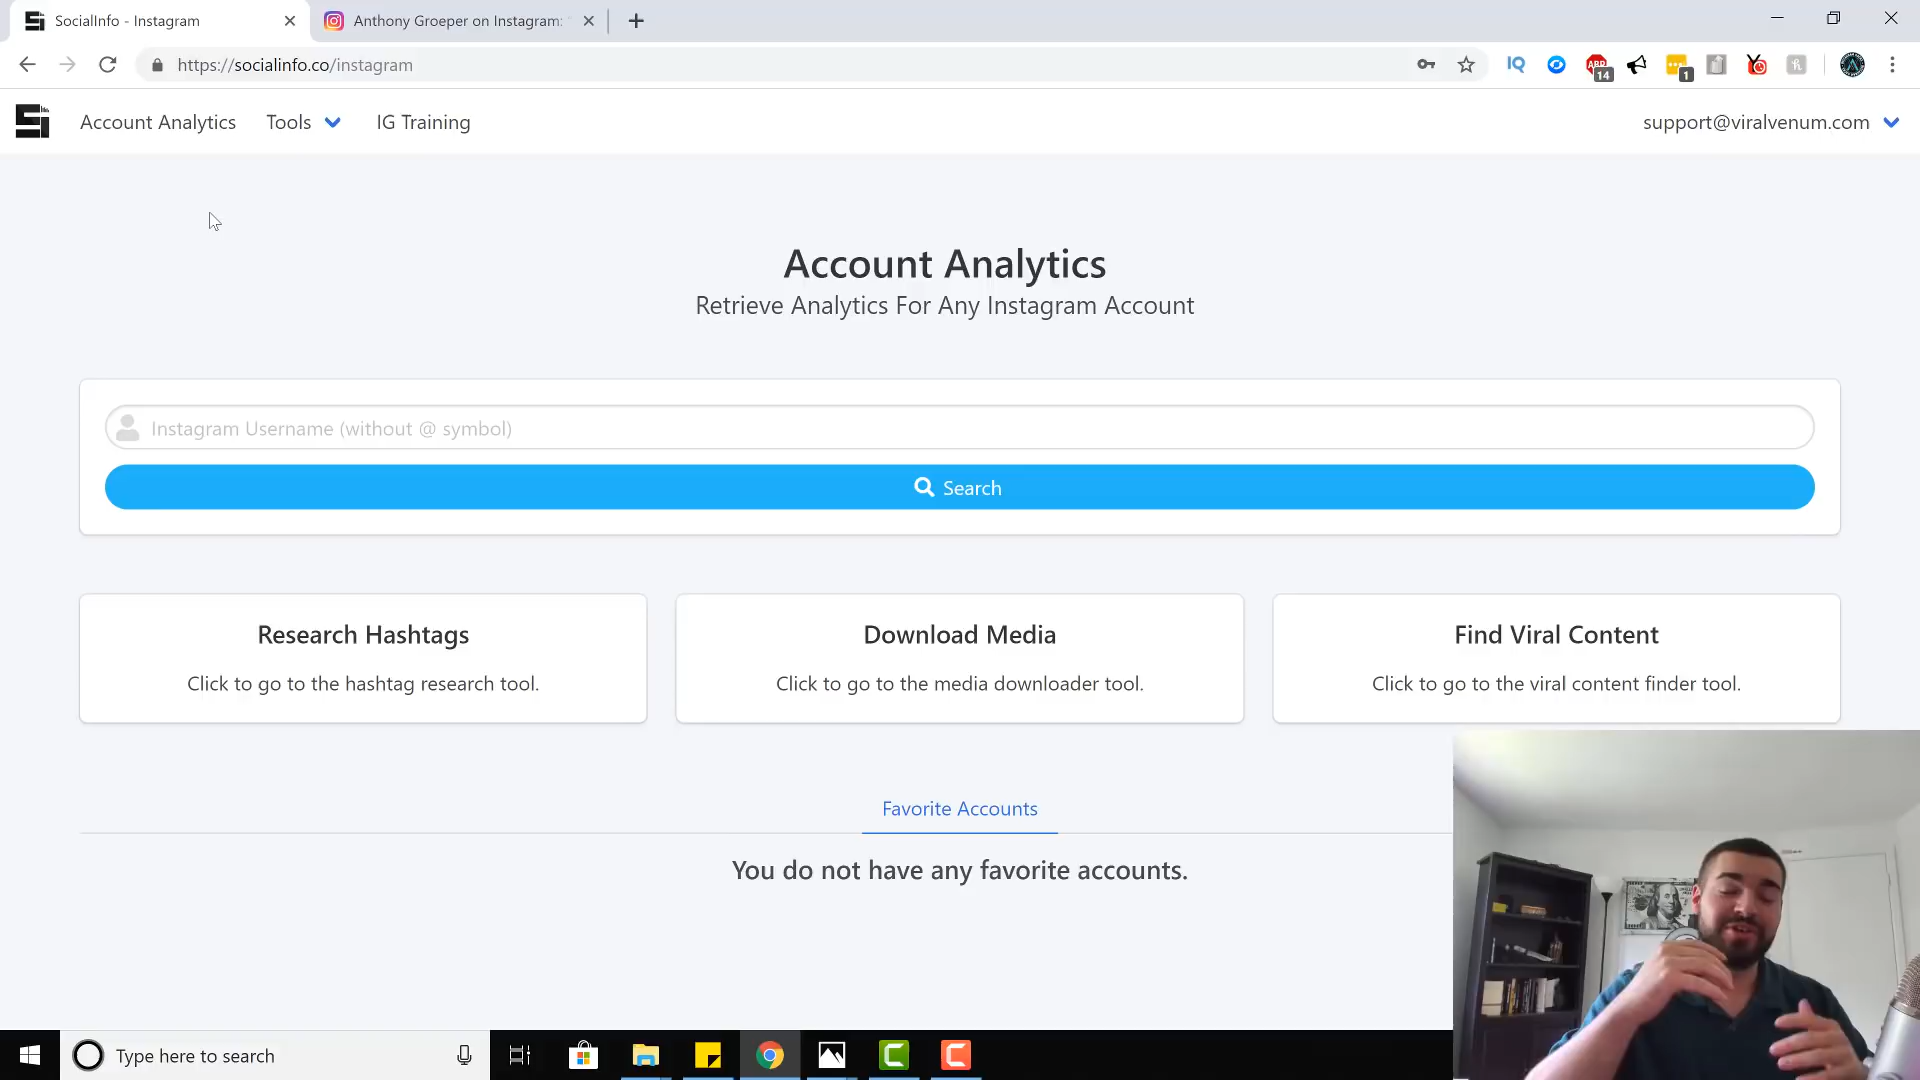 SocialInfo - Instagram
Anthony Groeper on Instagram: "
https://socialinfo.co/instagram
ABP
14
1
Account Analytics
Tools
IG Training
support@viralvenum.com
Account Analytics
Retrieve Analytics For Any Instagram Account
Instagram Username (without @ symbol)
Search
Research Hashtags
Click to go to the hashtag research tool.
Download Media
Click to go to the media downloader tool.
Find Viral Content
Click to go to the viral content finder tool.
Favorite Accounts
You do not have any favorite accounts.
Type here to search